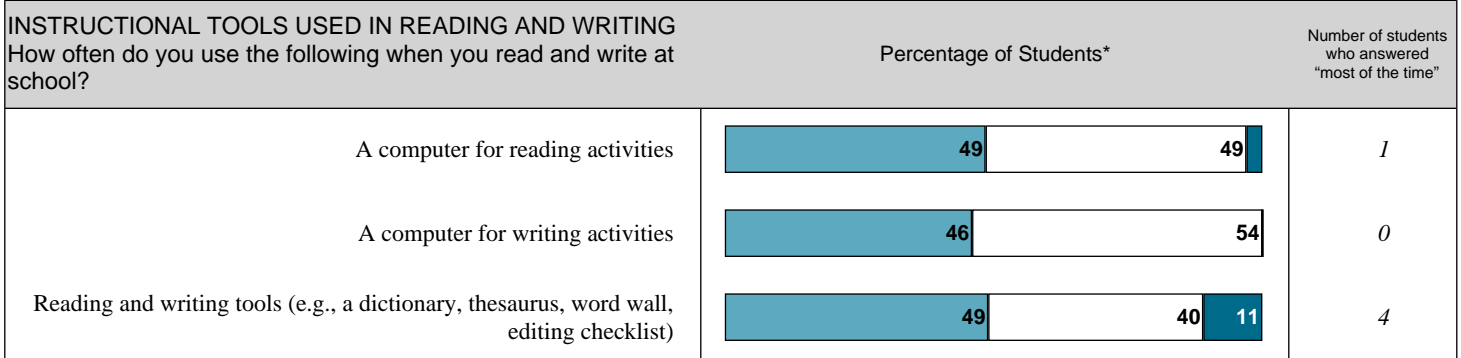 INSTRUCTIONAL TOOLS USED IN READING AND WRITING
How often do you use the following when you read and write at
school?
Percentage of Students*
Number of students
who answered
“most of the time”
A computer for reading activities
49 49
1
A computer for writing activities
46 54
0
Reading and writing tools (e.g., a dictionary, thesaurus, word wall,
editing checklist)
49 40 11
4